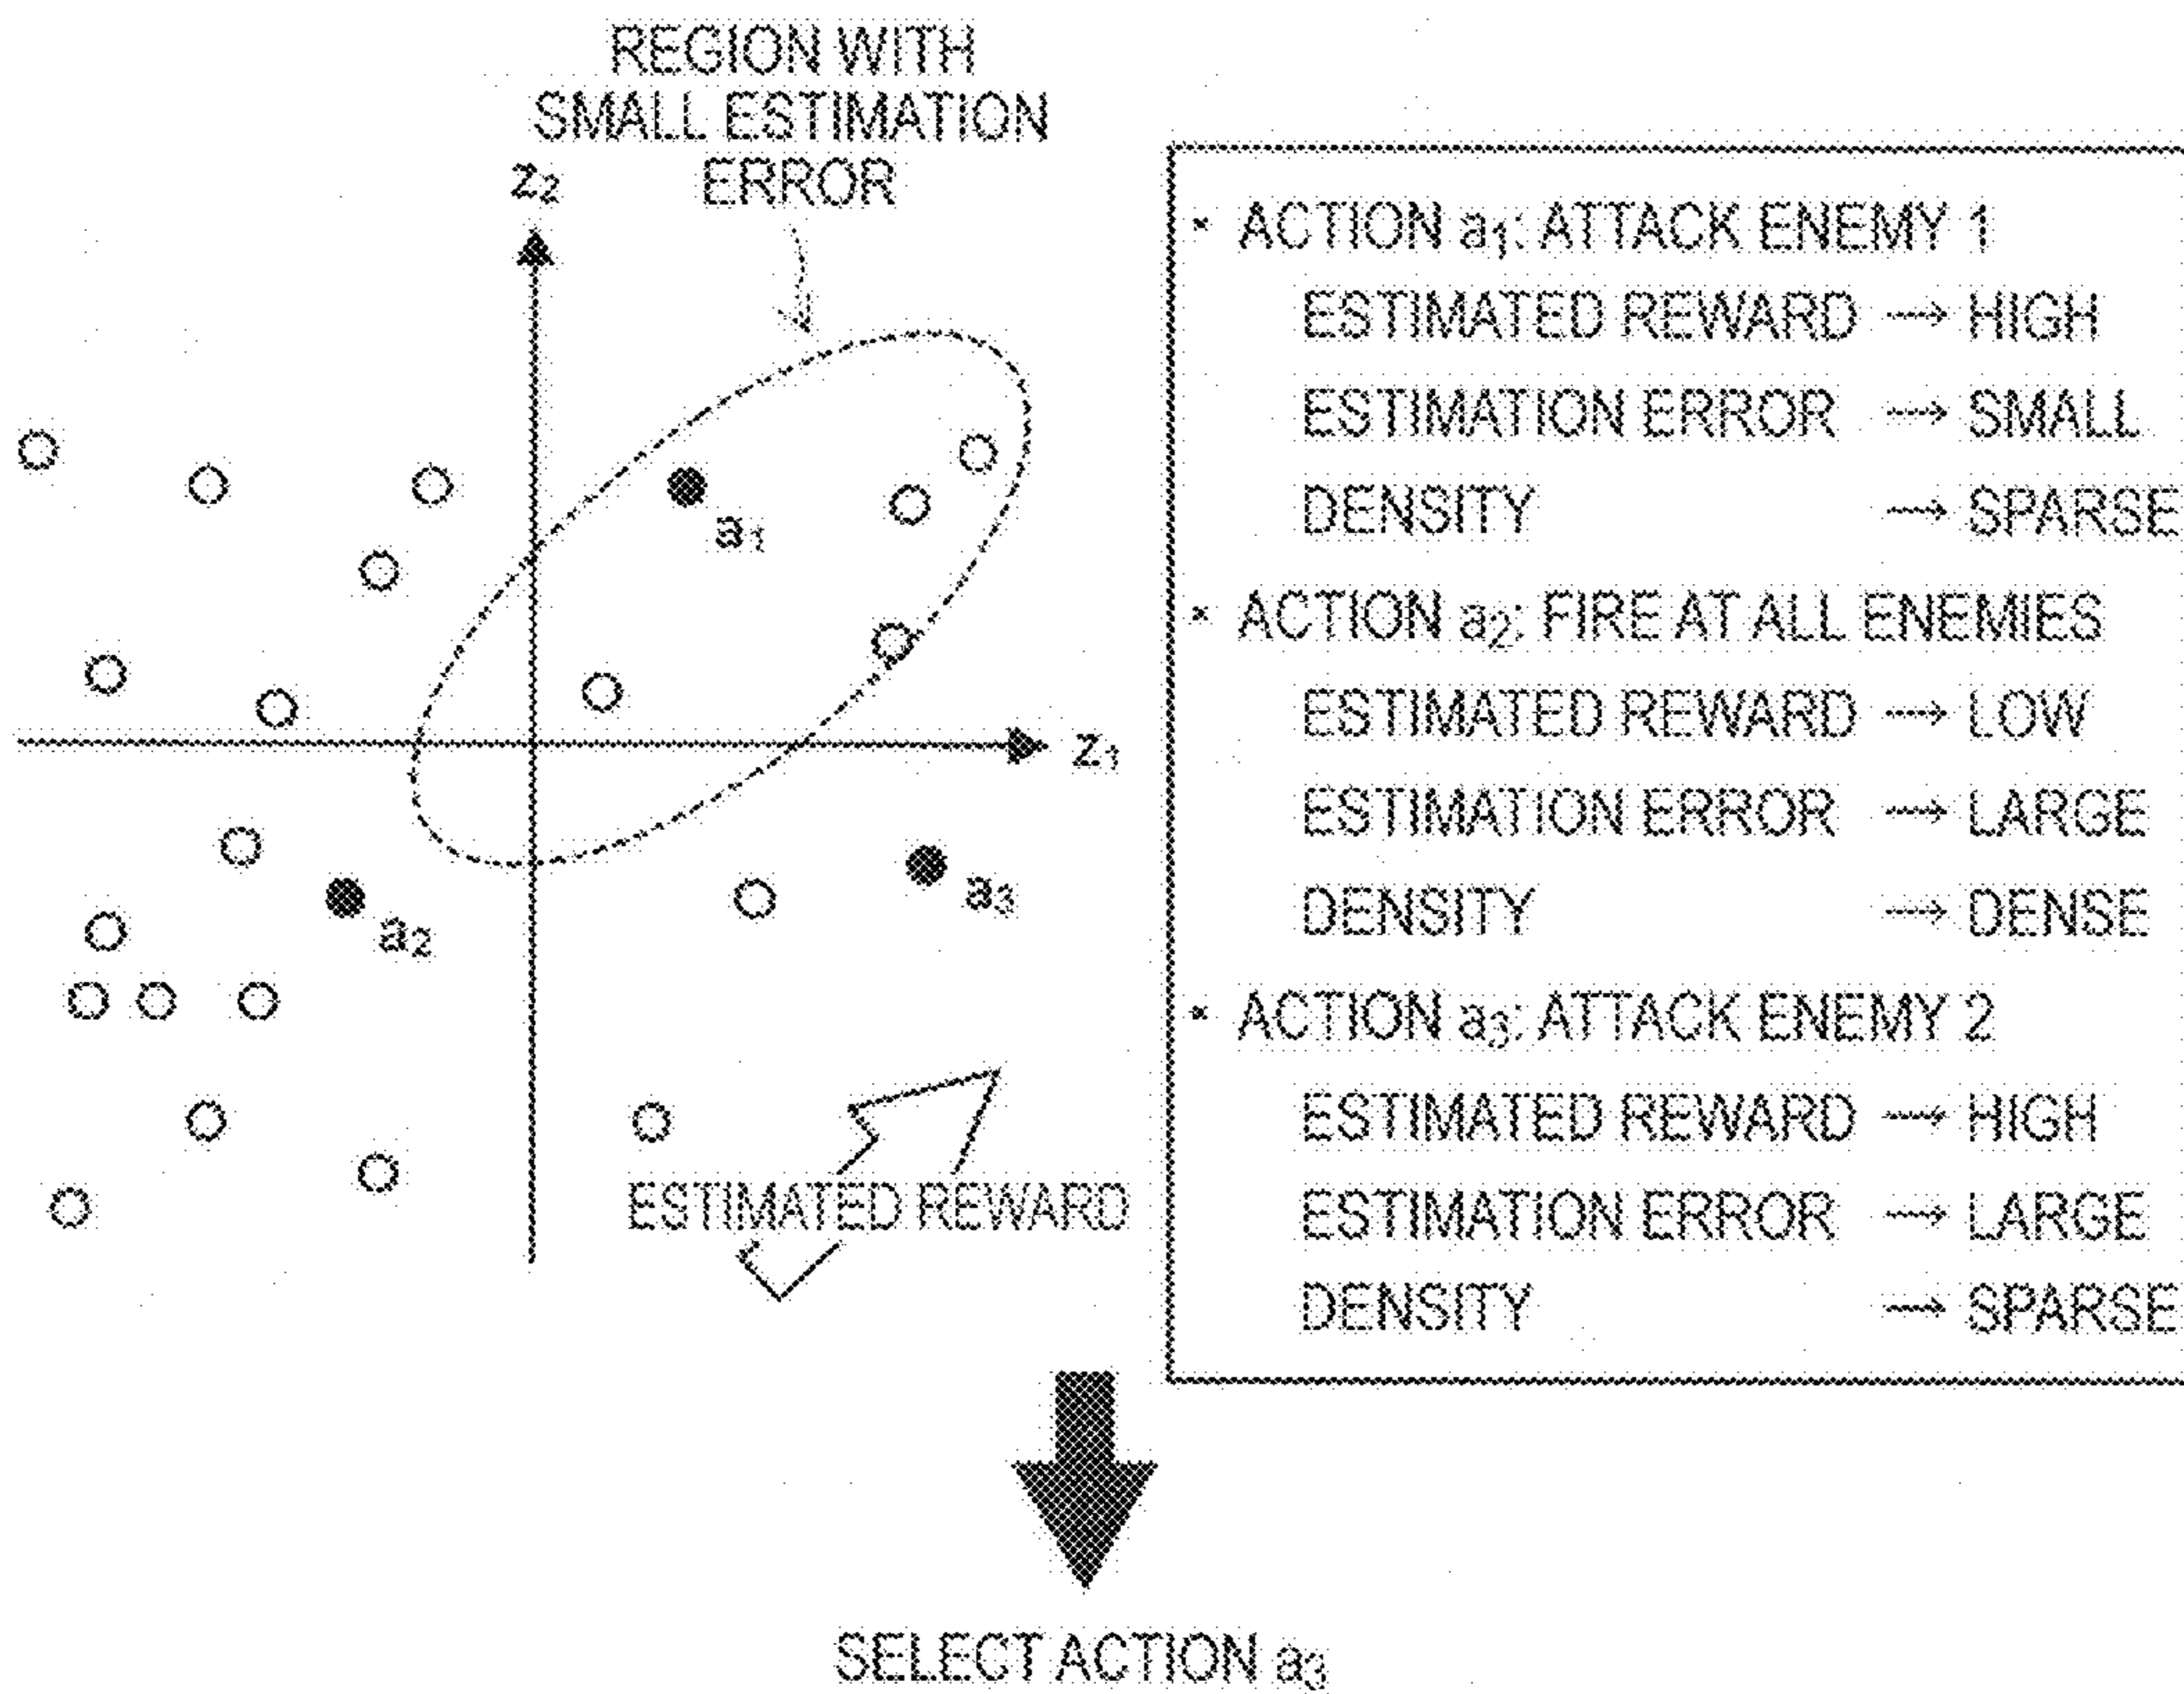 REGION WITH
SMALL ESTIMATION
ERROR
z₂
a₁
z₁
a₂
a₃
ESTIMATED REWARD
• ACTION a₁: ATTACK ENEMY 1
ESTIMATED REWARD → HIGH
ESTIMATION ERROR → SMALL
DENSITY → SPARSE
• ACTION a₂: FIRE AT ALL ENEMIES
ESTIMATED REWARD → LOW
ESTIMATION ERROR → LARGE
DENSITY → DENSE
• ACTION a₃: ATTACK ENEMY 2
ESTIMATED REWARD → HIGH
ESTIMATION ERROR → LARGE
DENSITY → SPARSE
SELECT ACTION a₃